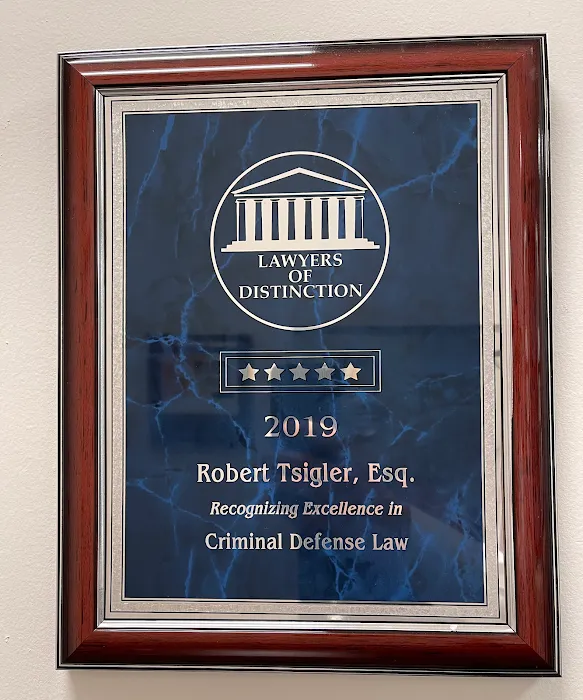 LAWYERS
OF
DISTINCTION
2019
Robert Tsigler, Esq.
Recognizing Excellence in
Criminal Defense Law